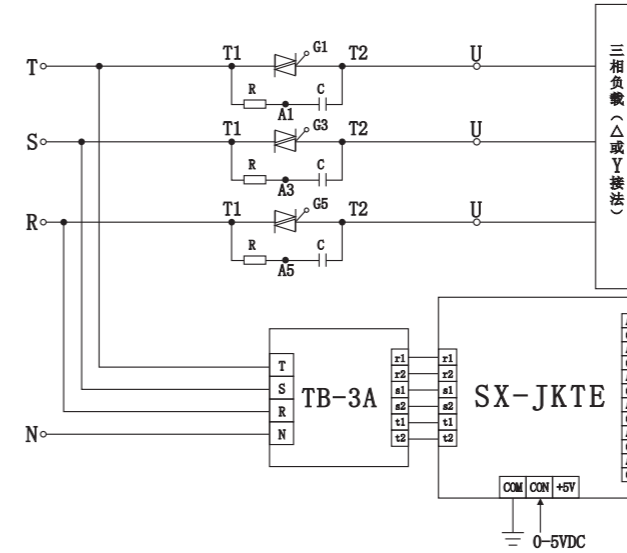 T T1 G1 T2 U
R C
A1
S T1 G3 T2 U
R C
A3
R T1 G5 T2 U
R C
A5
三相负载（△或Y接法）
T
S
R
N
TB-3A
r1
r2
s1
s2
t1
t2
r1
r2
s1
s2
t1
t2
SX-JKTE
N
COM CON +5V
0-5VDC